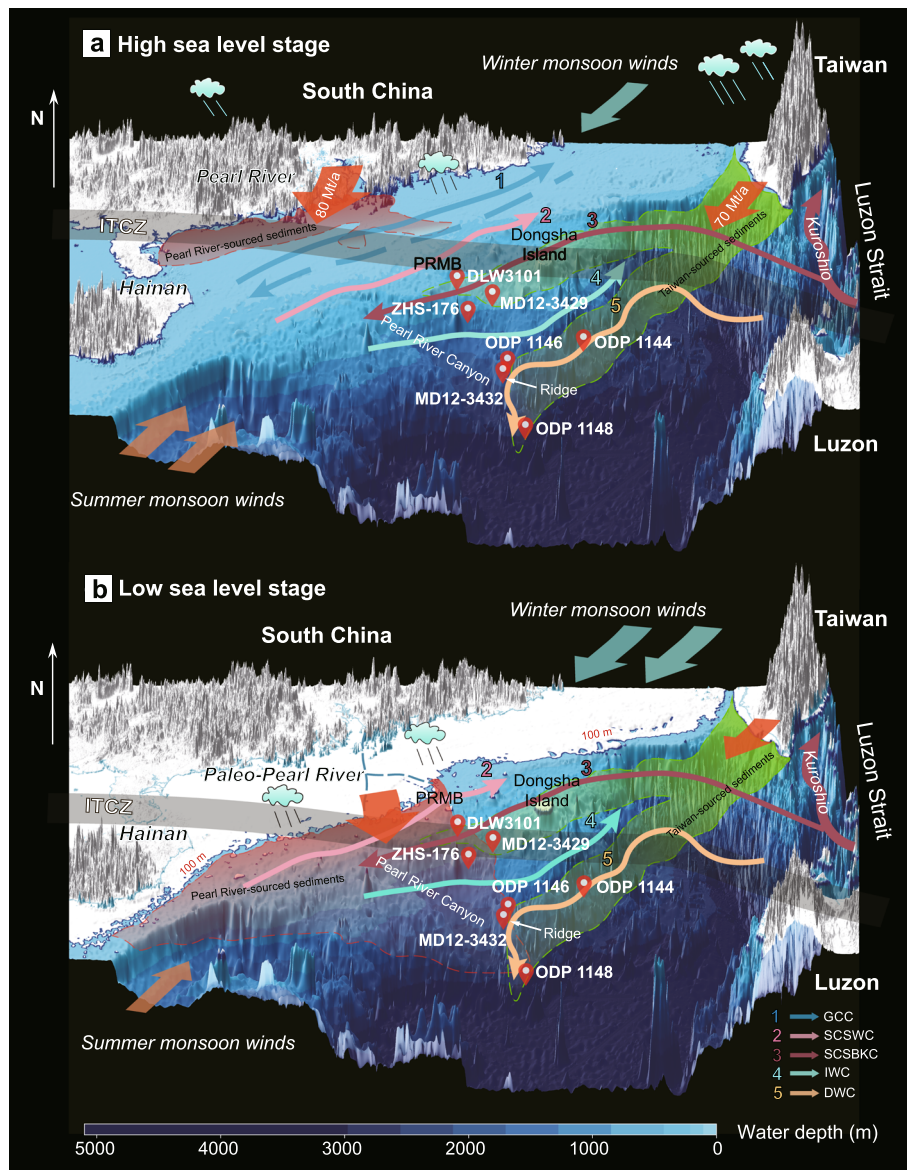 a High sea level stage
Winter monsoon winds
Taiwan
South China
N
Pearl River
80 Mt/a
1
70 Mt/a
ITCZ
2
3
Pearl River-sourced sediments
Dongsha
Island
Kuroshio
Luzon Strait
PRMB
DLW3101
4
Taiwan-sourced sediments
Hainan
MD12-3429
5
ZHS-176
Pearl River Canyon
ODP 1146
ODP 1144
Ridge
MD12-3432
ODP 1148
Luzon
Summer monsoon winds
b Low sea level stage
Winter monsoon winds
Taiwan
South China
N
100 m
Paleo-Pearl River
2
3
Dongsha
Island
Kuroshio
Luzon Strait
PRMB
Taiwan-sourced sediments
ITCZ
DLW3101
4
Hainan
MD12-3429
ZHS-176
5
100 m
Pearl River Canyon
Pearl River-sourced sediments
ODP 1146
ODP 1144
MD12-3432
Ridge
ODP 1148
Luzon
Summer monsoon winds
1 GCC
2 SCSWC
3 SCSBKC
4 IWC
5 DWC
5000 4000 3000 2000 1000 0 Water depth (m)